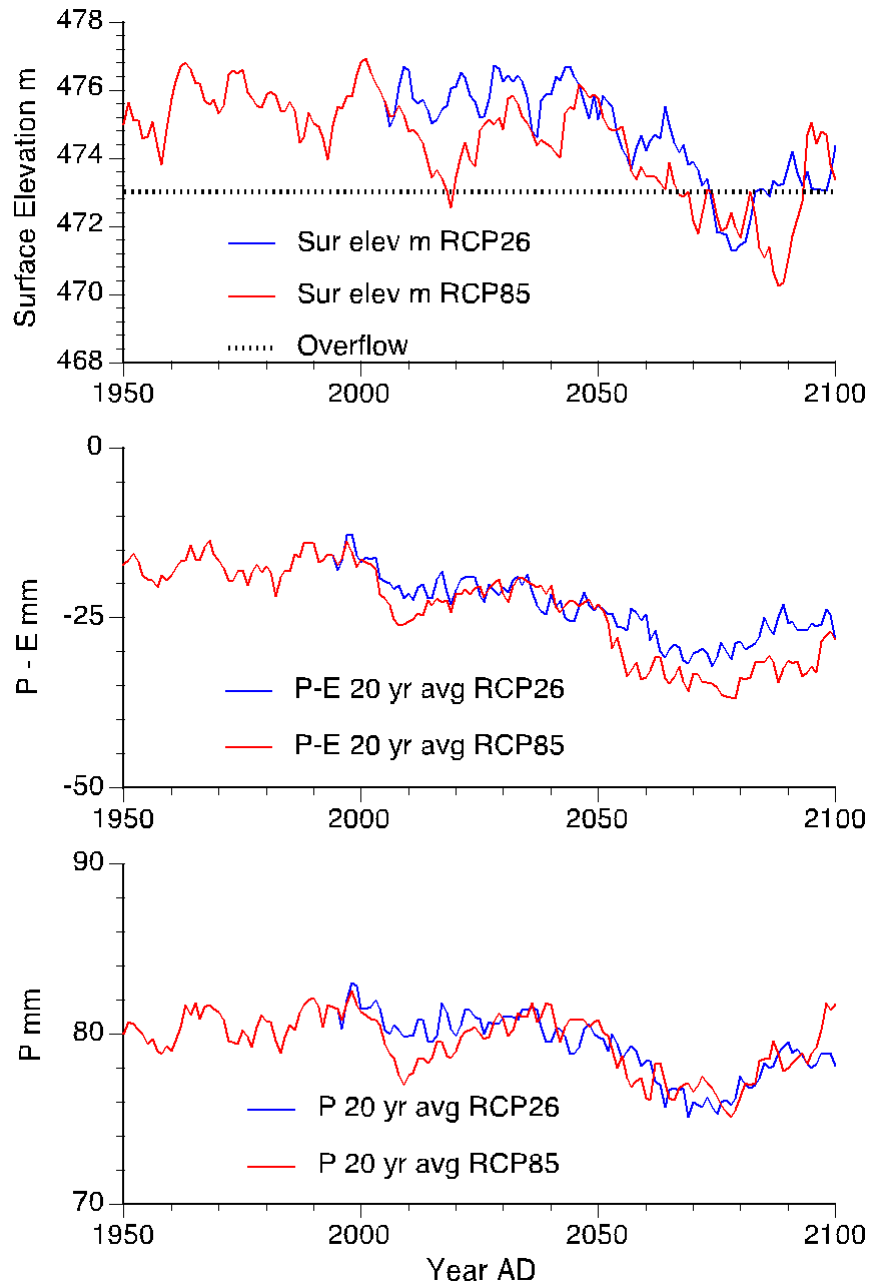 478
476
474
472
470
468
Surface Elevation m
Sur elev m RCP26
Sur elev m RCP85
Overflow
1950
2000
2050
2100
0
-25
-50
P - E mm
P-E 20 yr avg RCP26
P-E 20 yr avg RCP85
1950
2000
2050
2100
90
80
70
P mm
P 20 yr avg RCP26
P 20 yr avg RCP85
1950
2000
2050
2100
Year AD